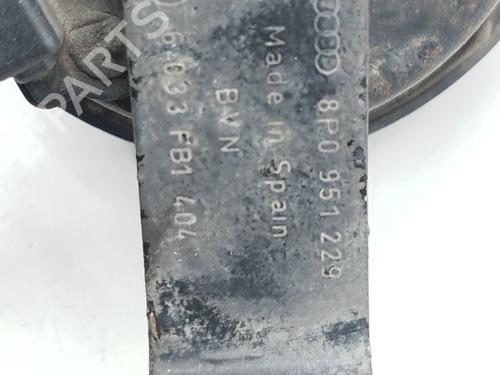 8P0 951 229
Made in Spain
BVN
033 FB1 404
B-PARTS